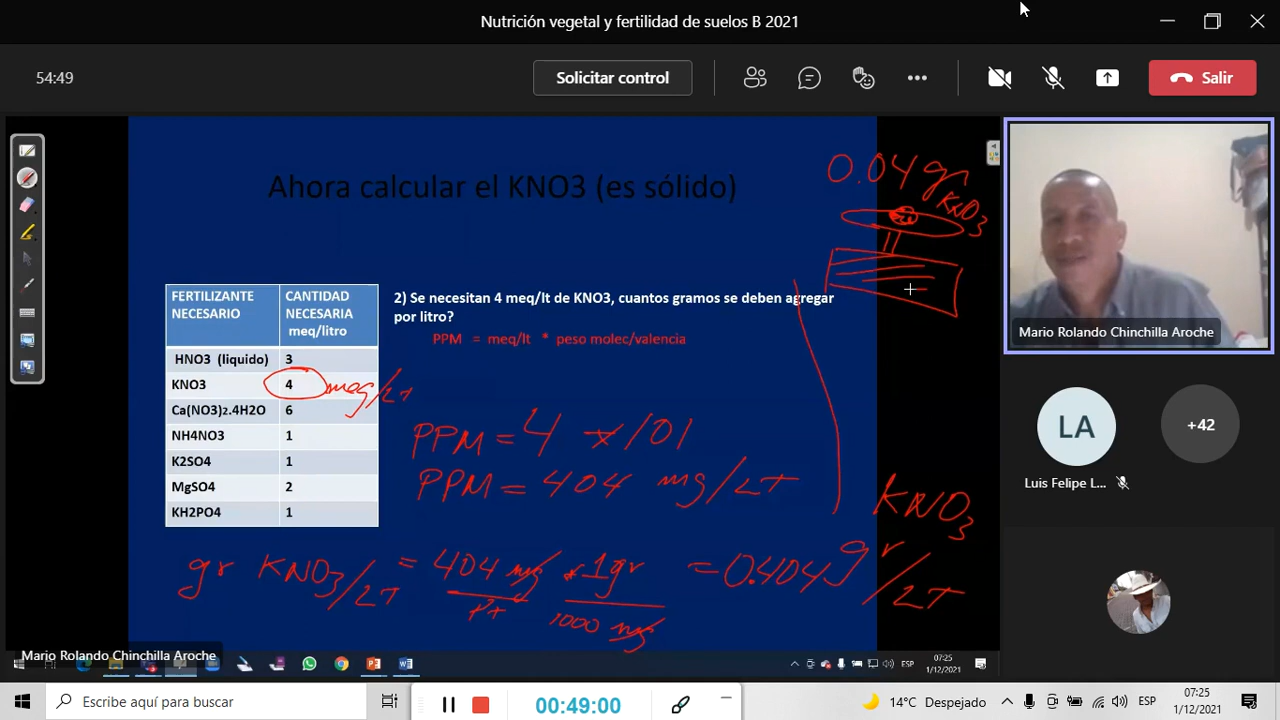 Nutrición vegetal y fertilidad de suelos B 2021
54:49
Solicitar control
Salir
Ahora calcular el KNO3 (es sólido)
0.04 gr
KNO3
FERTILIZANTE NECESARIO CANTIDAD NECESARIA meq/litro
HNO3 (liquido) 3
KNO3 4 meq/LT
Ca(NO3)2.4H2O 6
NH4NO3 1
K2SO4 1
MgSO4 2
KH2PO4 1
2) Se necesitan 4 meq/lt de KNO3, cuantos gramos se deben agregar
por litro?
PPM = meq/lt * peso molec/valencia
PPM = 4 * 101
PPM = 404 mg/LT
gr KNO3/LT = 404 mg/LT * 1gr/1000 mg = 0.404 gr/LT
KNO3
Mario Rolando Chinchilla Aroche
LA
Luis Felipe L...
+42
Mario Rolando Chinchilla Aroche
ESP
07:25
1/12/2021
Escribe aquí para buscar
00:49:00
14°C Despejado
ESP
07:25
1/12/2021